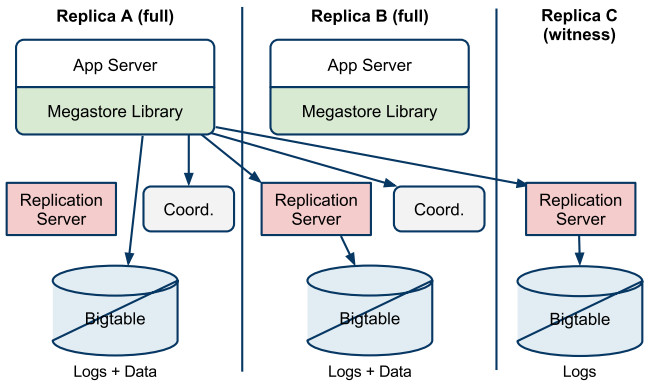 Replica A (full)
App Server
Megastore Library
Replication
Server
Coord.
Bigtable
Logs + Data
Replica B (full)
App Server
Megastore Library
Replication
Server
Coord.
Bigtable
Logs + Data
Replica C
(witness)
Replication
Server
Bigtable
Logs